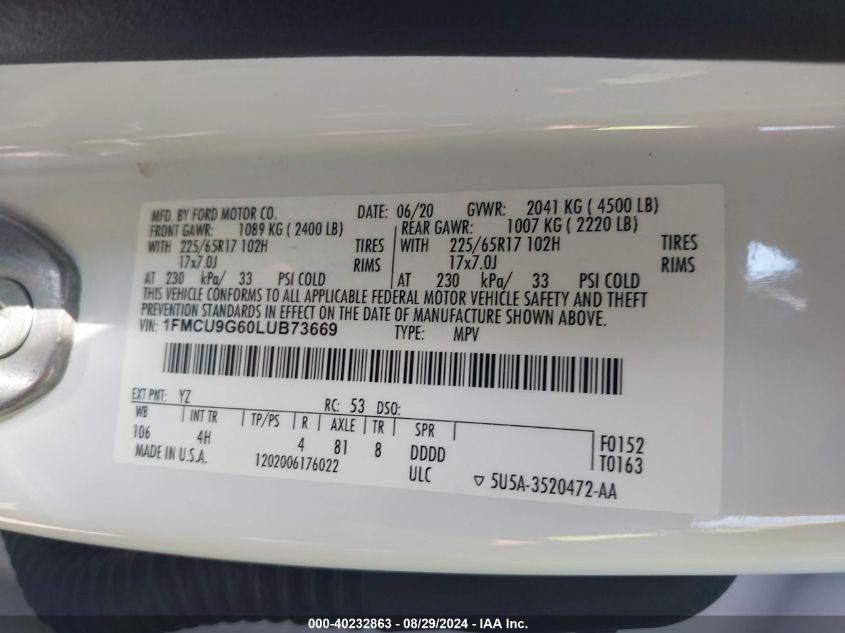 MFD. BY FORD MOTOR CO. DATE: 06/20 GVWR: 2041 KG ( 4500 LB)
FRONT GAWR: 1089 KG ( 2400 LB) REAR GAWR: 1007 KG ( 2220 LB)
WITH 225/65R17 102H TIRES WITH 225/65R17 102H TIRES
17x7.0J RIMS 17x7.0J RIMS
AT 230 kPa/ 33 PSI COLD AT 230 kPa/ 33 PSI COLD
THIS VEHICLE CONFORMS TO ALL APPLICABLE FEDERAL MOTOR VEHICLE SAFETY AND THEFT
PREVENTION STANDARDS IN EFFECT ON THE DATE OF MANUFACTURE SHOWN ABOVE.
VIN: 1FMCU9G60LUB73669 TYPE: MPV
EXT PNT: YZ RC: 53 DSO:
WB INT TR TP/PS R AXLE TR SPR
106 4H 4 81 8 DDDD F0152
MADE IN U.S.A. 1202006176022 ULC T0163
▽ 5U5A-3520472-AA
000-40232863 - 08/29/2024 - IAA Inc.